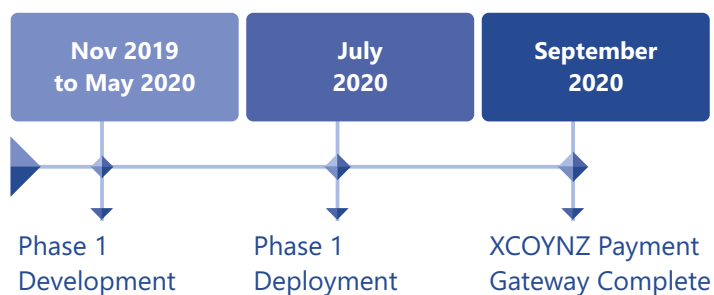 Nov 2019
to May 2020
July
2020
September
2020
Phase 1
Development
Phase 1
Deployment
XCOYNZ Payment
Gateway Complete